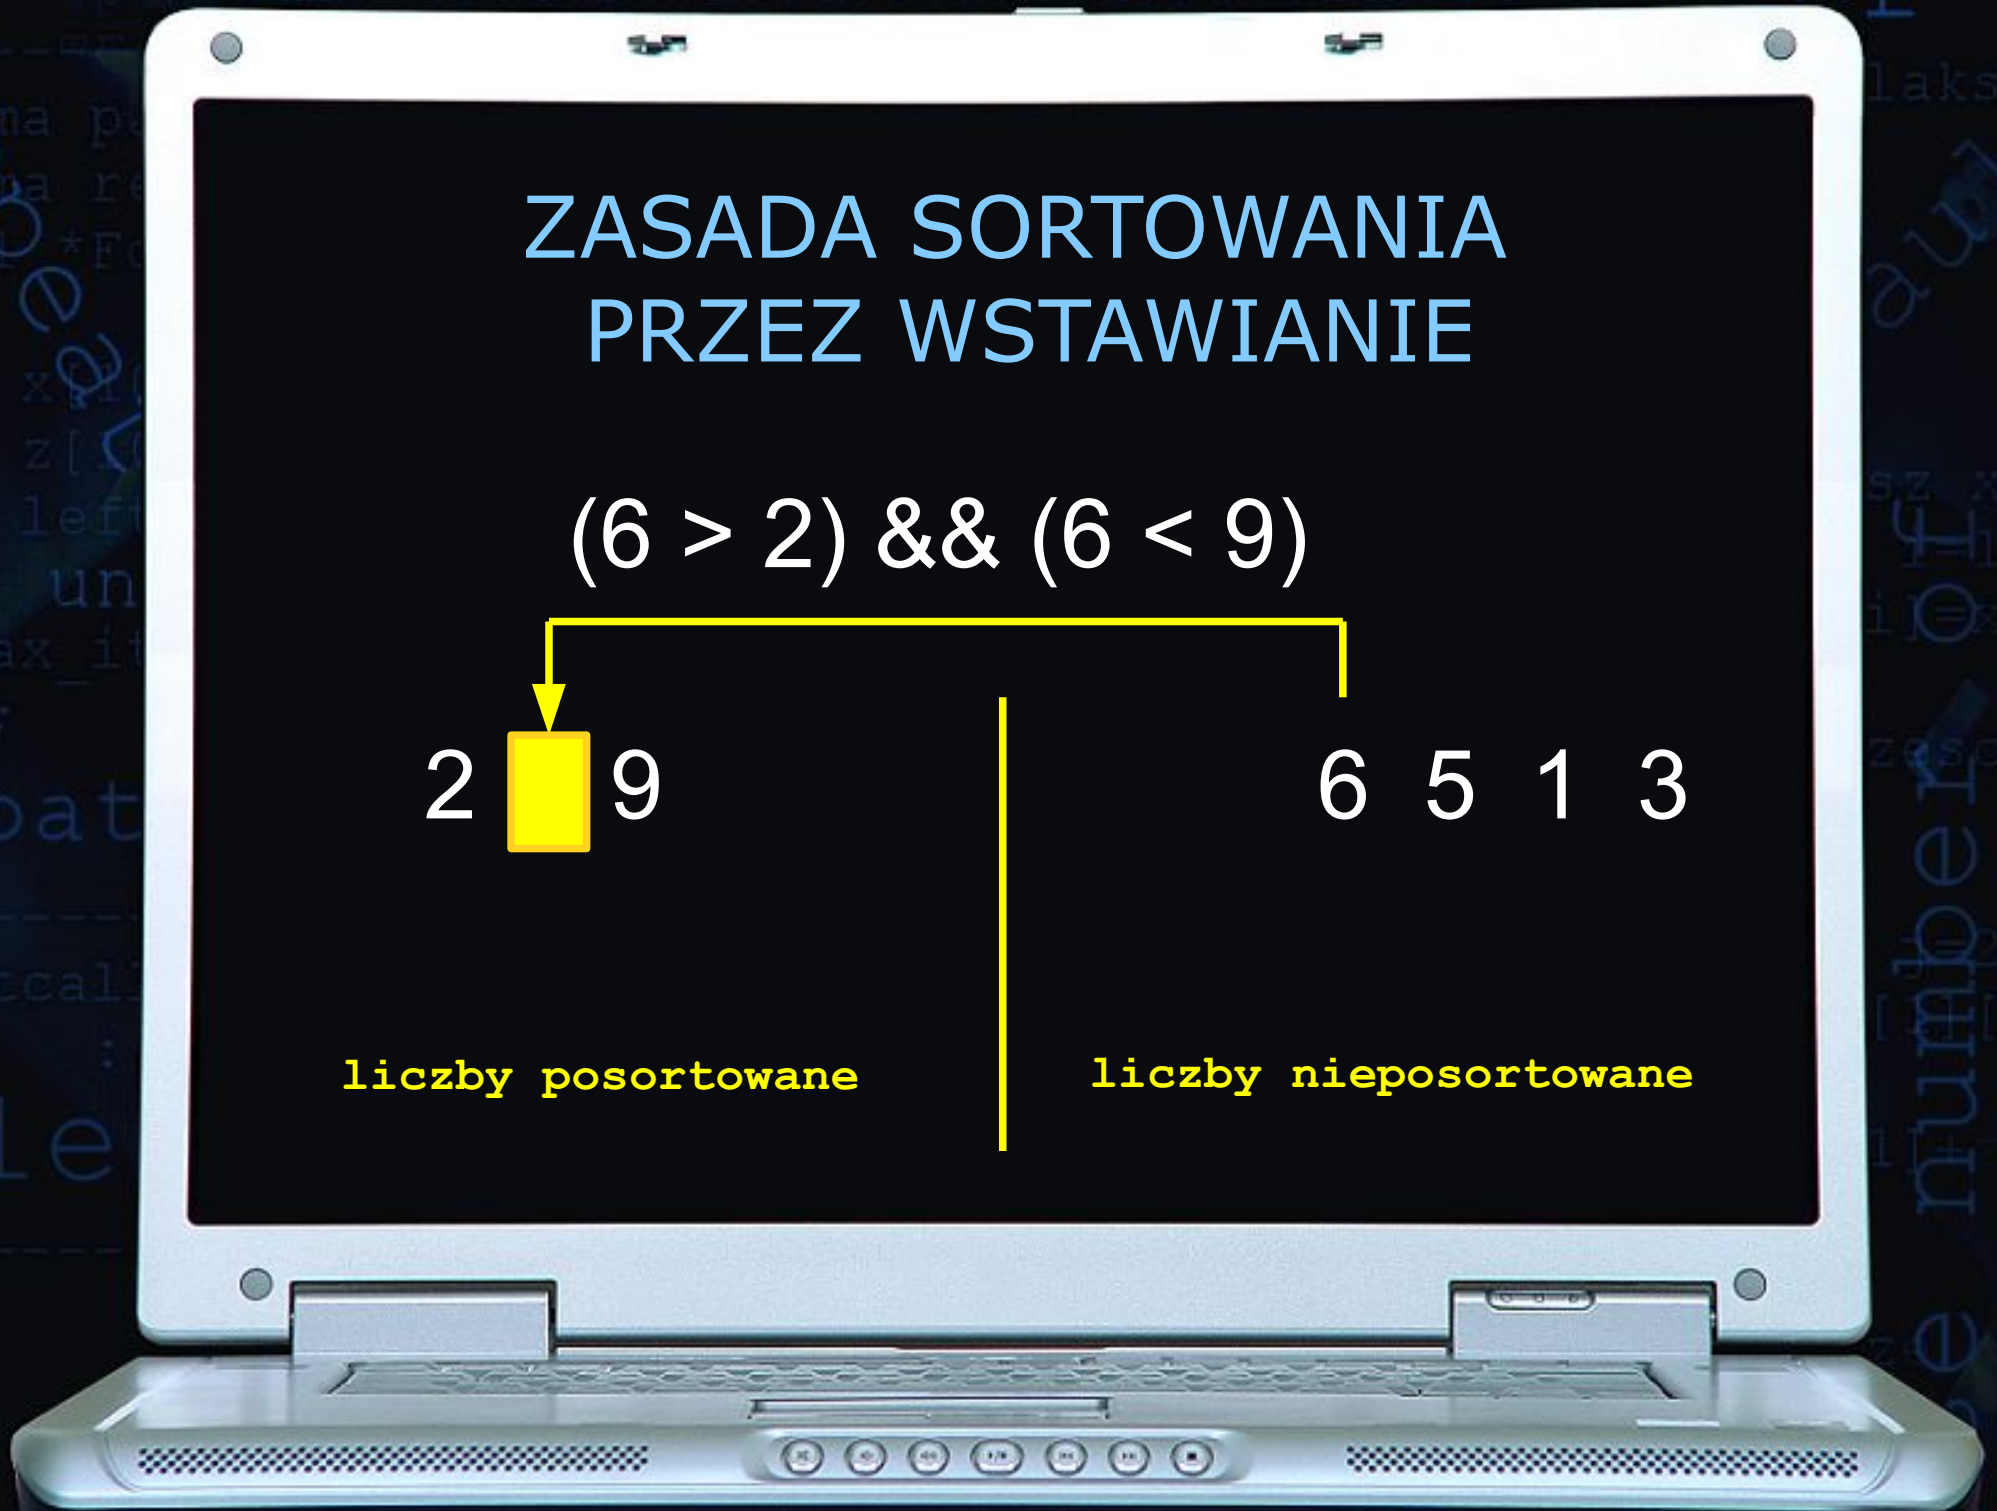 ZASADA SORTOWANIA
PRZEZ WSTAWIANIE
(6 > 2) && (6 < 9)
2 9 6 5 1 3
liczby posortowane liczby nieposortowane